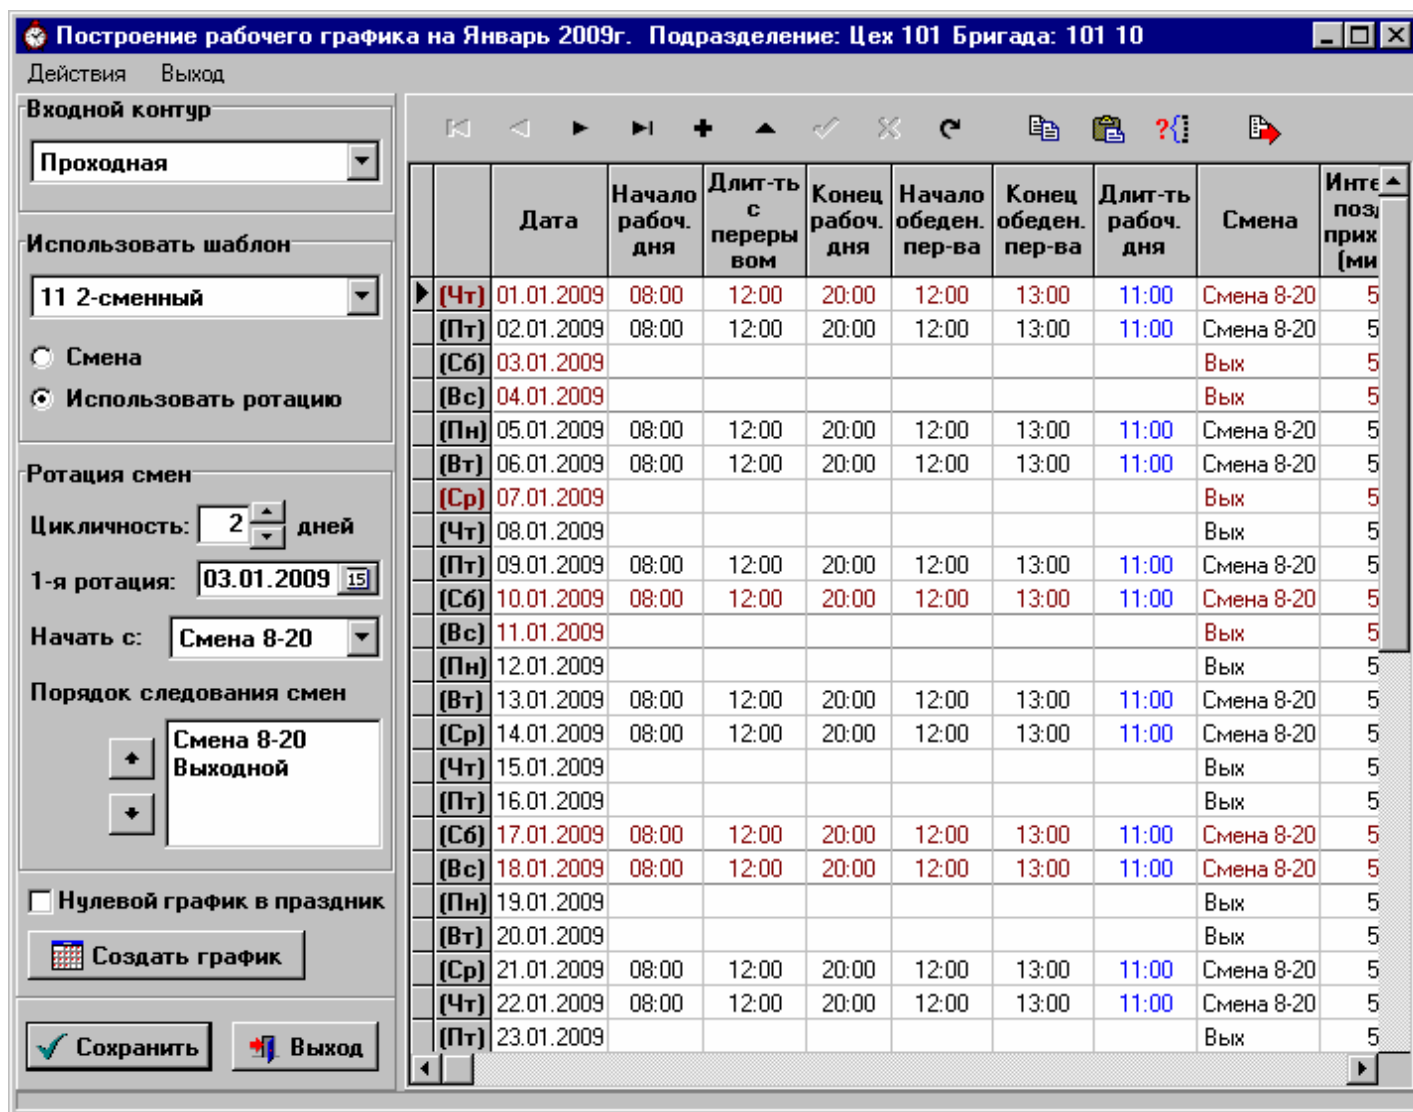 Построение рабочего графика на Январь 2009г. Подразделение: Цех 101 Бригада: 101 10
Действия Выход
Входной контур
Проходная
Использовать шаблон
11 2-сменный
Смена
Использовать ротацию
Ротация смен
Цикличность: 2 дней
1-я ротация: 03.01.2009 15
Начать с: Смена 8-20
Порядок следования смен
Смена 8-20
Выходной
Нулевой график в праздник
Создать график
Сохранить Выход
Дата
Начало
рабоч.
дня
Длит-ть
с
переры
вом
Конец
рабоч.
дня
Начало
обеден.
пер-ва
Конец
обеден.
пер-ва
Длит-ть
рабоч.
дня
Смена
Инте
поз
прих
(ми
(Чт) 01.01.2009 08:00 12:00 20:00 12:00 13:00 11:00 Смена 8-20 5
(Пт) 02.01.2009 08:00 12:00 20:00 12:00 13:00 11:00 Смена 8-20 5
(Сб) 03.01.2009 Вых 5
(Вс) 04.01.2009 Вых 5
(Пн) 05.01.2009 08:00 12:00 20:00 12:00 13:00 11:00 Смена 8-20 5
(Вт) 06.01.2009 08:00 12:00 20:00 12:00 13:00 11:00 Смена 8-20 5
(Ср) 07.01.2009 Вых 5
(Чт) 08.01.2009 Вых 5
(Пт) 09.01.2009 08:00 12:00 20:00 12:00 13:00 11:00 Смена 8-20 5
(Сб) 10.01.2009 08:00 12:00 20:00 12:00 13:00 11:00 Смена 8-20 5
(Вс) 11.01.2009 Вых 5
(Пн) 12.01.2009 Вых 5
(Вт) 13.01.2009 08:00 12:00 20:00 12:00 13:00 11:00 Смена 8-20 5
(Ср) 14.01.2009 08:00 12:00 20:00 12:00 13:00 11:00 Смена 8-20 5
(Чт) 15.01.2009 Вых 5
(Пт) 16.01.2009 Вых 5
(Сб) 17.01.2009 08:00 12:00 20:00 12:00 13:00 11:00 Смена 8-20 5
(Вс) 18.01.2009 08:00 12:00 20:00 12:00 13:00 11:00 Смена 8-20 5
(Пн) 19.01.2009 Вых 5
(Вт) 20.01.2009 Вых 5
(Ср) 21.01.2009 08:00 12:00 20:00 12:00 13:00 11:00 Смена 8-20 5
(Чт) 22.01.2009 08:00 12:00 20:00 12:00 13:00 11:00 Смена 8-20 5
(Пт) 23.01.2009 Вых 5